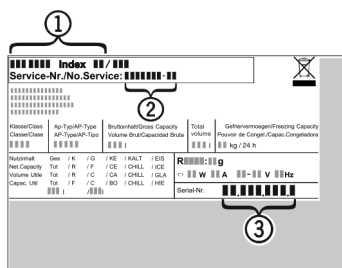 1
Index /
Service-Nr./No.Service: -
2
Klasse/Class Ap-Typ/AP-Type Bruttoinhalt/Gross Capacity Total Gefriervermoegen/Freezing Capacity
Classe/Clase AP-Type/AP-Tipo Volume Brut/Capacidad Bruta volume Pouvoir de Congel./Capac.Congeladora
l l kg / 24 h
Nutzinhalt Ges / K / G / KE / KALT / EIS
Net.Capacity Tot / R / F / CE / CHILL / ICE
Volume Utile Tot / R / C / CA / CHILL / GLA
Capac. Util Tot / F / C / BO / CHILL / HIE
l / l
R : g
W A - V Hz
Serial-Nr. . . .
3